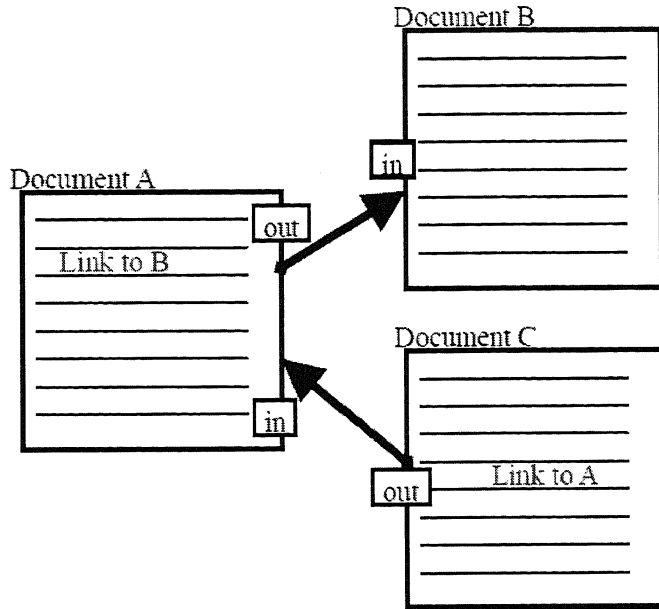 Document B
in
Document A
out
Link to B
in
Document C
Link to A
out